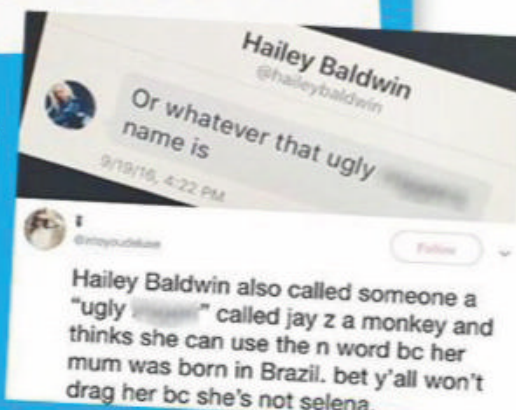 Hailey Baldwin
@haileybaldwin
Or whatever that ugly
name is
9/19/16, 4:22 PM
Follow
Hailey Baldwin also called someone a
"ugly " called jay z a monkey and
thinks she can use the n word bc her
mum was born in Brazil. bet y'all won't
drag her bc she's not selena